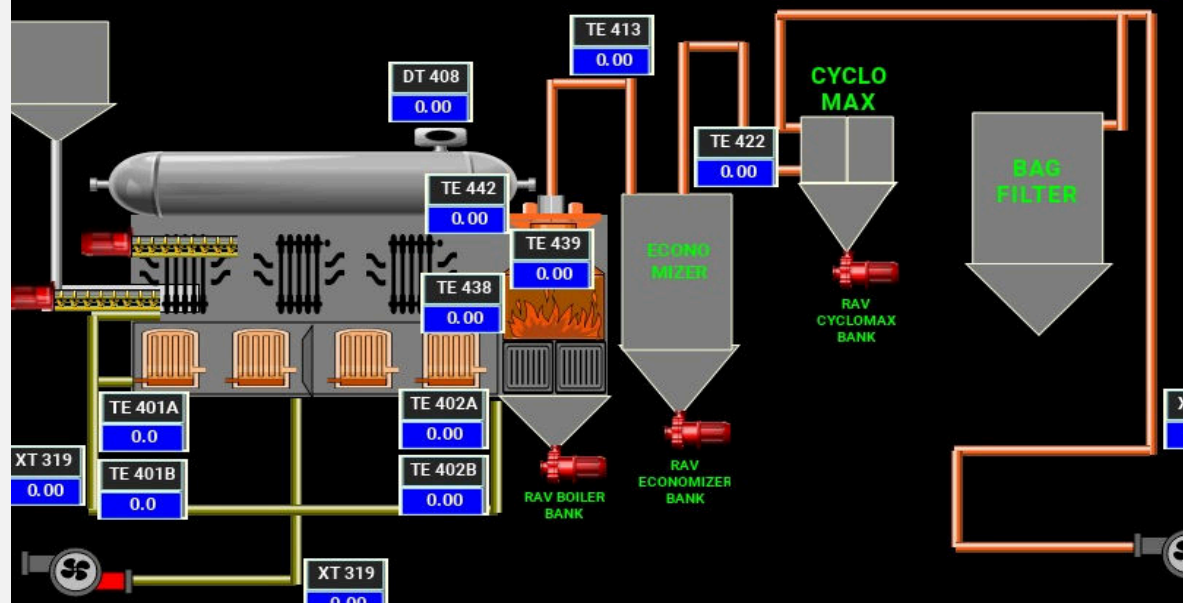 TE 413
0.00
DT 408
0.00
CYCLO
MAX
TE 422
0.00
BAG
FILTER
TE 442
0.00
TE 439
0.00
ECONO
MIZER
TE 438
0.00
RAV
CYCLOMAX
BANK
TE 401A
0.0
TE 402A
0.00
XT 319
0.00
TE 401B
0.0
TE 402B
0.00
RAV BOILER
BANK
RAV
ECONOMIZER
BANK
XT 319
0.00